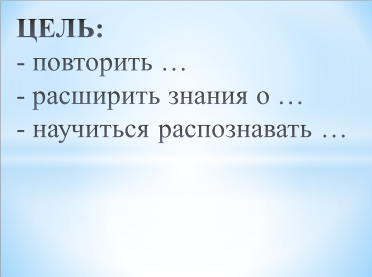 ЦЕЛЬ:
- повторить …
- расширить знания о …
- научиться распознавать …